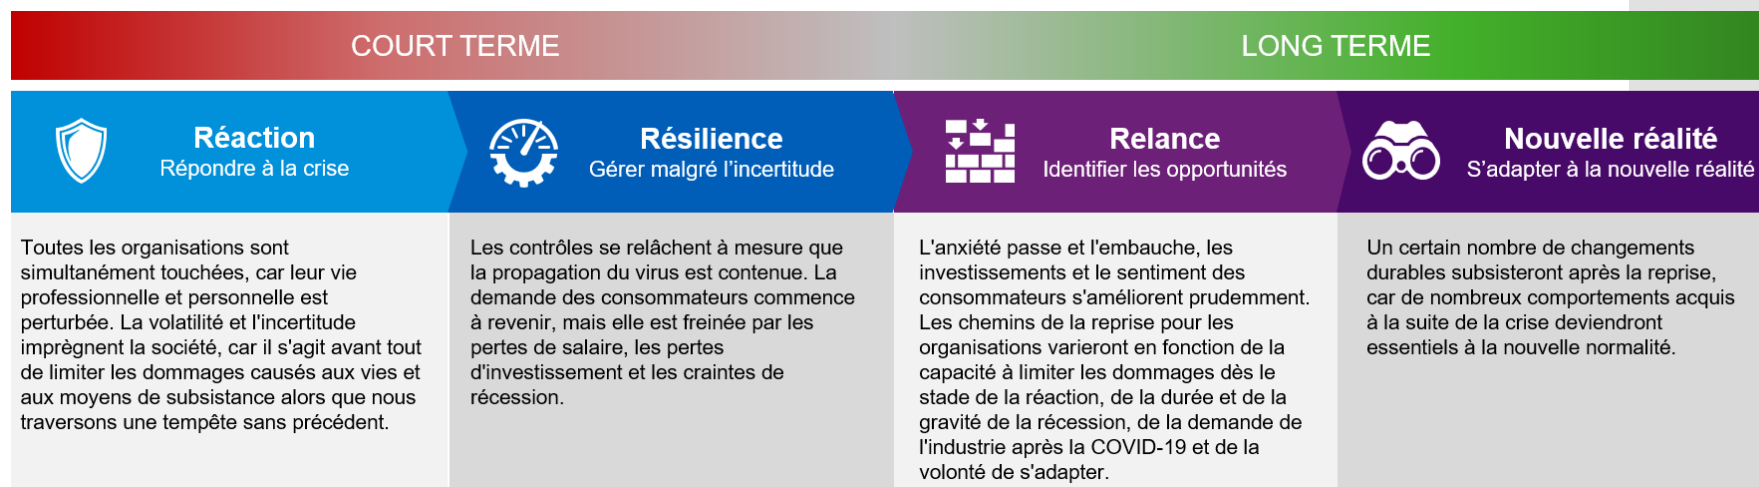 COURT TERME
LONG TERME
Réaction
Répondre à la crise
Résilience
Gérer malgré l'incertitude
Relance
Identifier les opportunités
Nouvelle réalité
S'adapter à la nouvelle réalité
Toutes les organisations sont
simultanément touchées, car leur vie
professionnelle et personnelle est
perturbée. La volatilité et l'incertitude
imprègnent la société, car il s'agit avant tout
de limiter les dommages causés aux vies et
aux moyens de subsistance alors que nous
traversons une tempête sans précédent.
Les contrôles se relâchent à mesure que
la propagation du virus est contenue. La
demande des consommateurs commence
à revenir, mais elle est freinée par les
pertes de salaire, les pertes
d'investissement et les craintes de
récession.
L'anxiété passe et l'embauche, les
investissements et le sentiment des
consommateurs s'améliorent prudemment.
Les chemins de la reprise pour les
organisations varieront en fonction de la
capacité à limiter les dommages dès le
stade de la réaction, de la durée et de la
gravité de la récession, de la demande de
l'industrie après la COVID-19 et de la
volonté de s'adapter.
Un certain nombre de changements
durables subsisteront après la reprise,
car de nombreux comportements acquis
à la suite de la crise deviendront
essentiels à la nouvelle normalité.